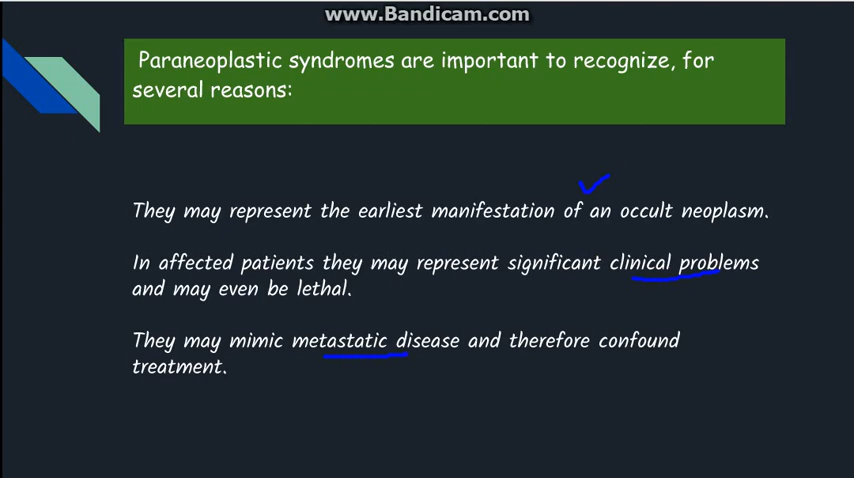 www.Bandicam.com
Paraneoplastic syndromes are important to recognize, for
several reasons:
They may represent the earliest manifestation of an occult neoplasm.
In affected patients they may represent significant clinical problems
and may even be lethal.
They may mimic metastatic disease and therefore confound
treatment.